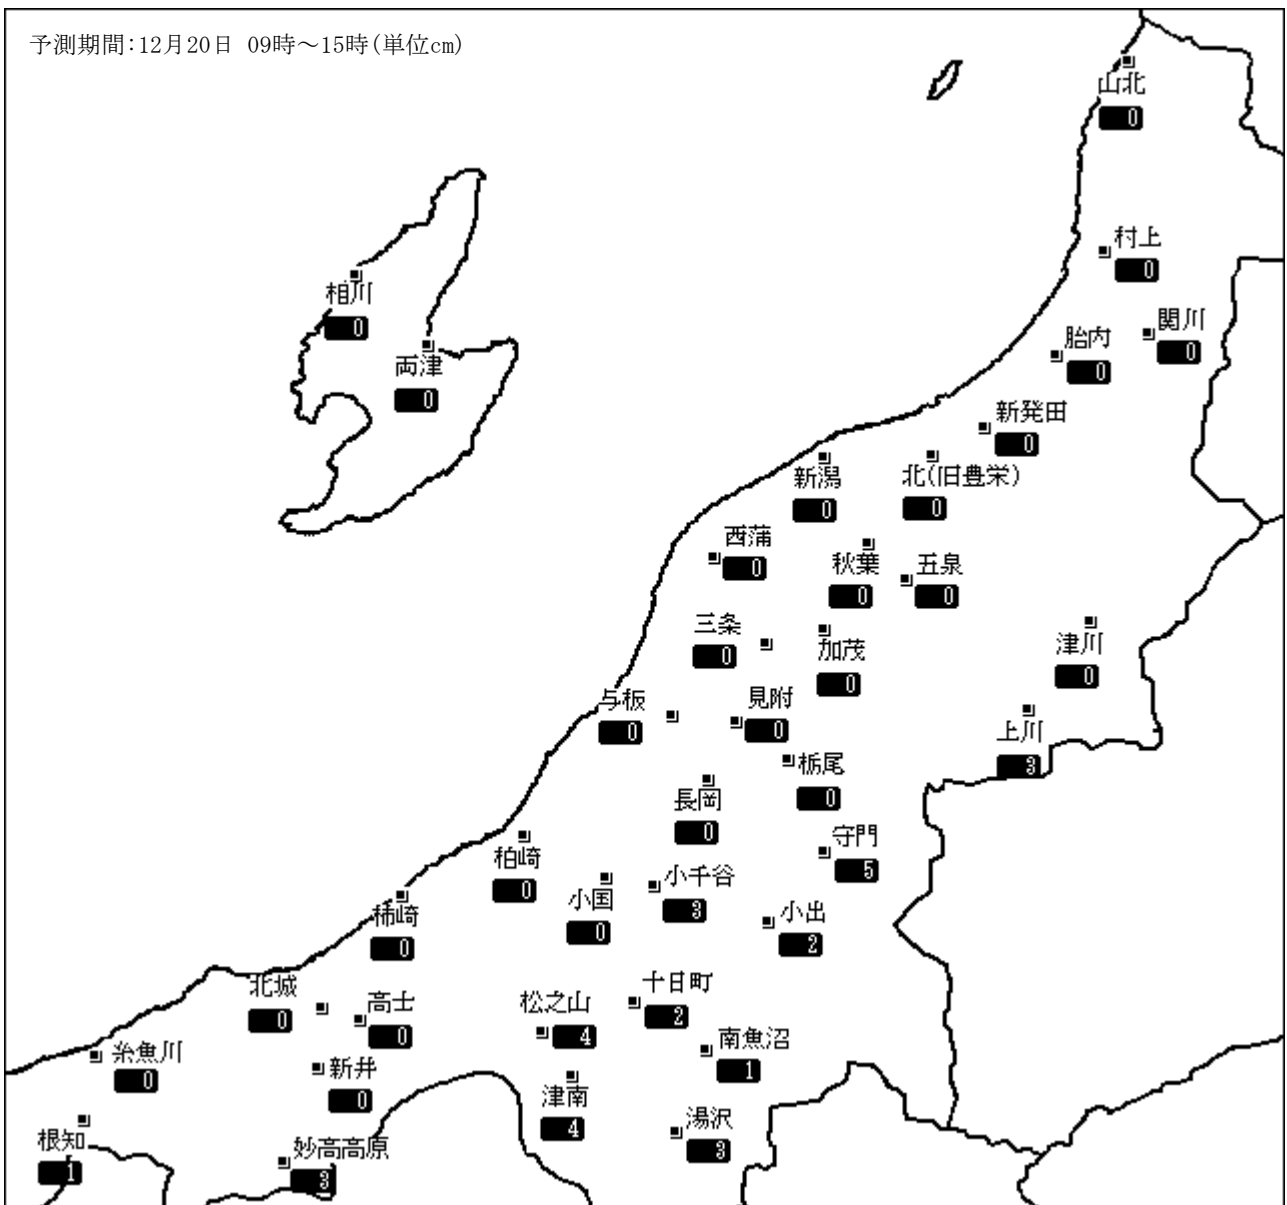 予測期間:12月20日 09時～15時(単位cm)
山北
0
村上
0
関川
0
胎内
0
相川
0
両津
0
新発田
0
新潟
0
北(旧豊栄)
0
西蒲
0
秋葉
0
五泉
0
三条
0
加茂
0
津川
0
与板
0
見附
0
上川
3
栃尾
0
長岡
0
守門
5
柏崎
0
小国
0
小千谷
3
小出
2
柿崎
0
北城
0
高士
0
松之山
4
十日町
2
南魚沼
1
糸魚川
0
新井
0
津南
4
湯沢
3
根知
1
妙高高原
3